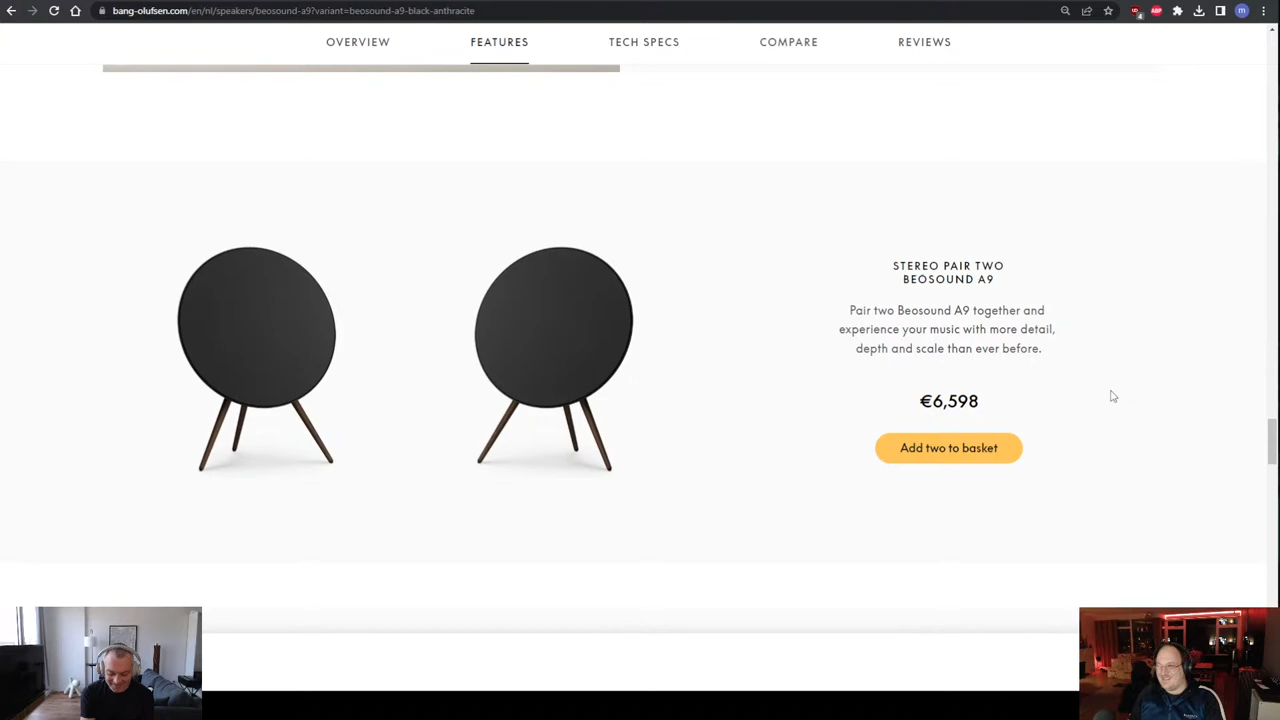 bang-olufsen.com/en/nl/speakers/beosound-a9?variant=beosound-a9-black-anthracite
OVERVIEW
FEATURES
TECH SPECS
COMPARE
REVIEWS
STEREO PAIR TWO
BEOSOUND A9
Pair two Beosound A9 together and
experience your music with more detail,
depth and scale than ever before.
€6,598
Add two to basket